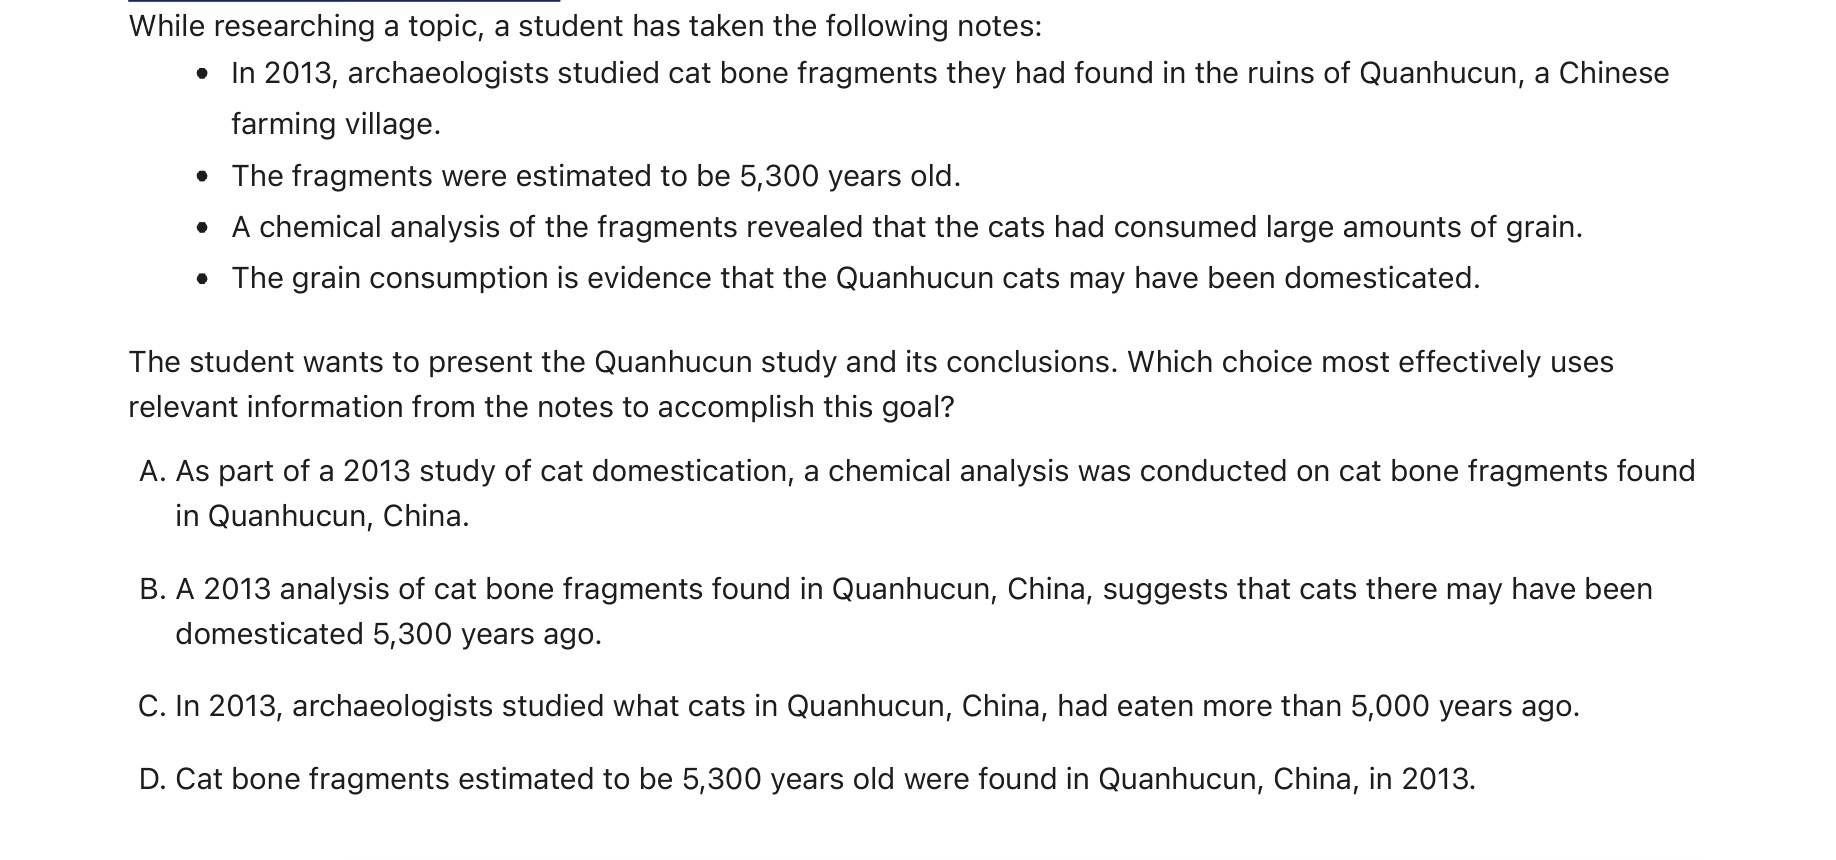 While researching a topic, a student has taken the following notes:
• In 2013, archaeologists studied cat bone fragments they had found in the ruins of Quanhucun, a Chinese
farming village.
• The fragments were estimated to be 5,300 years old.
• A chemical analysis of the fragments revealed that the cats had consumed large amounts of grain.
• The grain consumption is evidence that the Quanhucun cats may have been domesticated.
The student wants to present the Quanhucun study and its conclusions. Which choice most effectively uses
relevant information from the notes to accomplish this goal?
A. As part of a 2013 study of cat domestication, a chemical analysis was conducted on cat bone fragments found
in Quanhucun, China.
B. A 2013 analysis of cat bone fragments found in Quanhucun, China, suggests that cats there may have been
domesticated 5,300 years ago.
C. In 2013, archaeologists studied what cats in Quanhucun, China, had eaten more than 5,000 years ago.
D. Cat bone fragments estimated to be 5,300 years old were found in Quanhucun, China, in 2013.